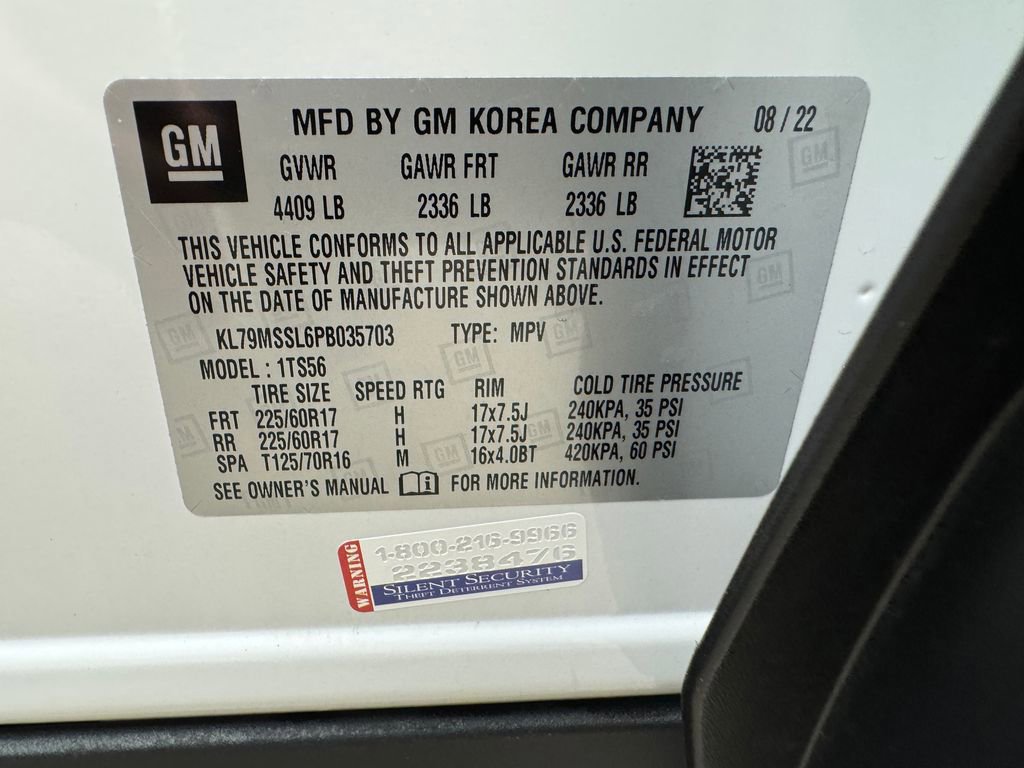 GM
MFD BY GM KOREA COMPANY 08 / 22
GVWR GAWR FRT GAWR RR
4409 LB 2336 LB 2336 LB
THIS VEHICLE CONFORMS TO ALL APPLICABLE U.S. FEDERAL MOTOR
VEHICLE SAFETY AND THEFT PREVENTION STANDARDS IN EFFECT
ON THE DATE OF MANUFACTURE SHOWN ABOVE.
KL79MSSL6PB035703 TYPE: MPV
MODEL : 1TS56
TIRE SIZE SPEED RTG RIM COLD TIRE PRESSURE
FRT 225/60R17 H 17x7.5J 240KPA, 35 PSI
RR 225/60R17 H 17x7.5J 240KPA, 35 PSI
SPA T125/70R16 M 16x4.0BT 420KPA, 60 PSI
SEE OWNER'S MANUAL FOR MORE INFORMATION.
WARNING
1-800-216-9966
2238476
SILENT SECURITY
THEFT DETERRENT SYSTEM